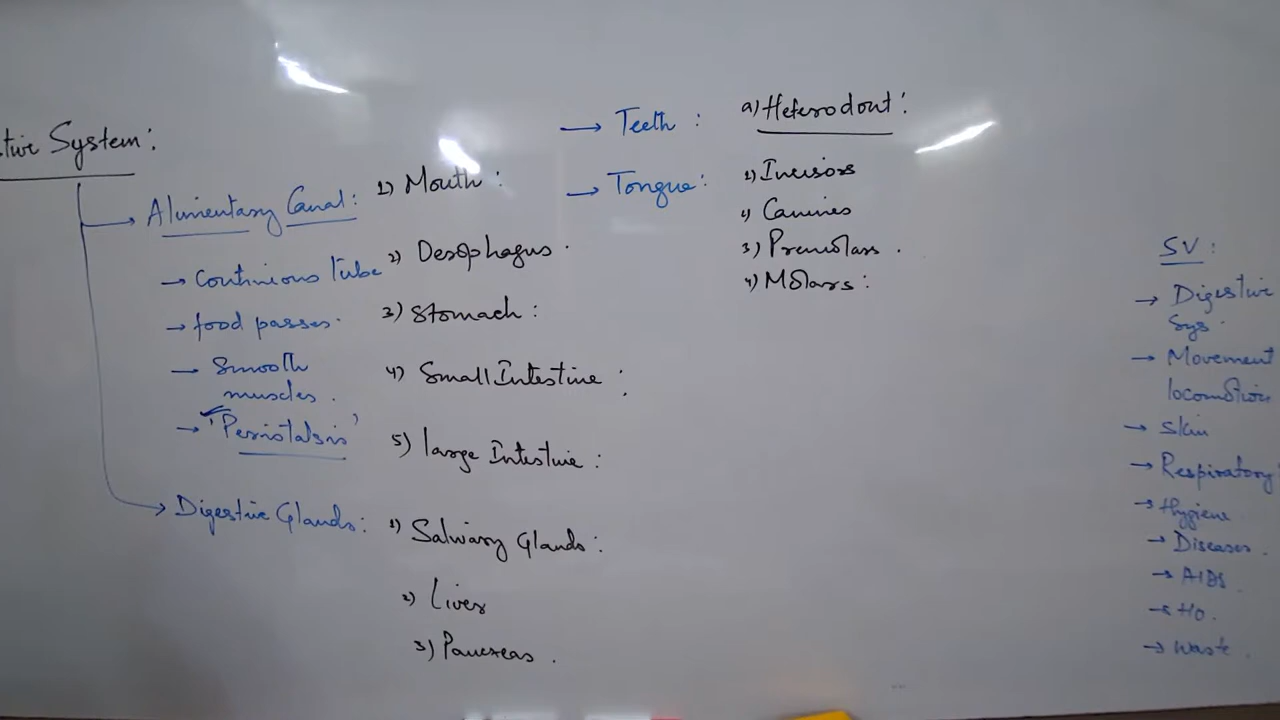 tive System:
Alimentary Canal:
→ Continious tube
→ food passes.
→ Smooth
muscles.
→ 'Peristalsis'
Digestive Glands:
1) Mouth:
2) Oesophagus.
3) Stomach:
4) Small Intestine:
5) large Intestine:
1) Salivary Glands:
2) Liver
3) Pancreas.
→ Teeth:
→ Tongue:
a) Heterodont:
1) Incisors
2) Canines
3) Premolars.
4) Molars:
SV:
→ Digestive
Sys.
→ Movement
locomotion
→ Skin
→ Respiratory
→ Hygiene
→ Diseases.
→ AIDS.
→ HO.
→ Waste.